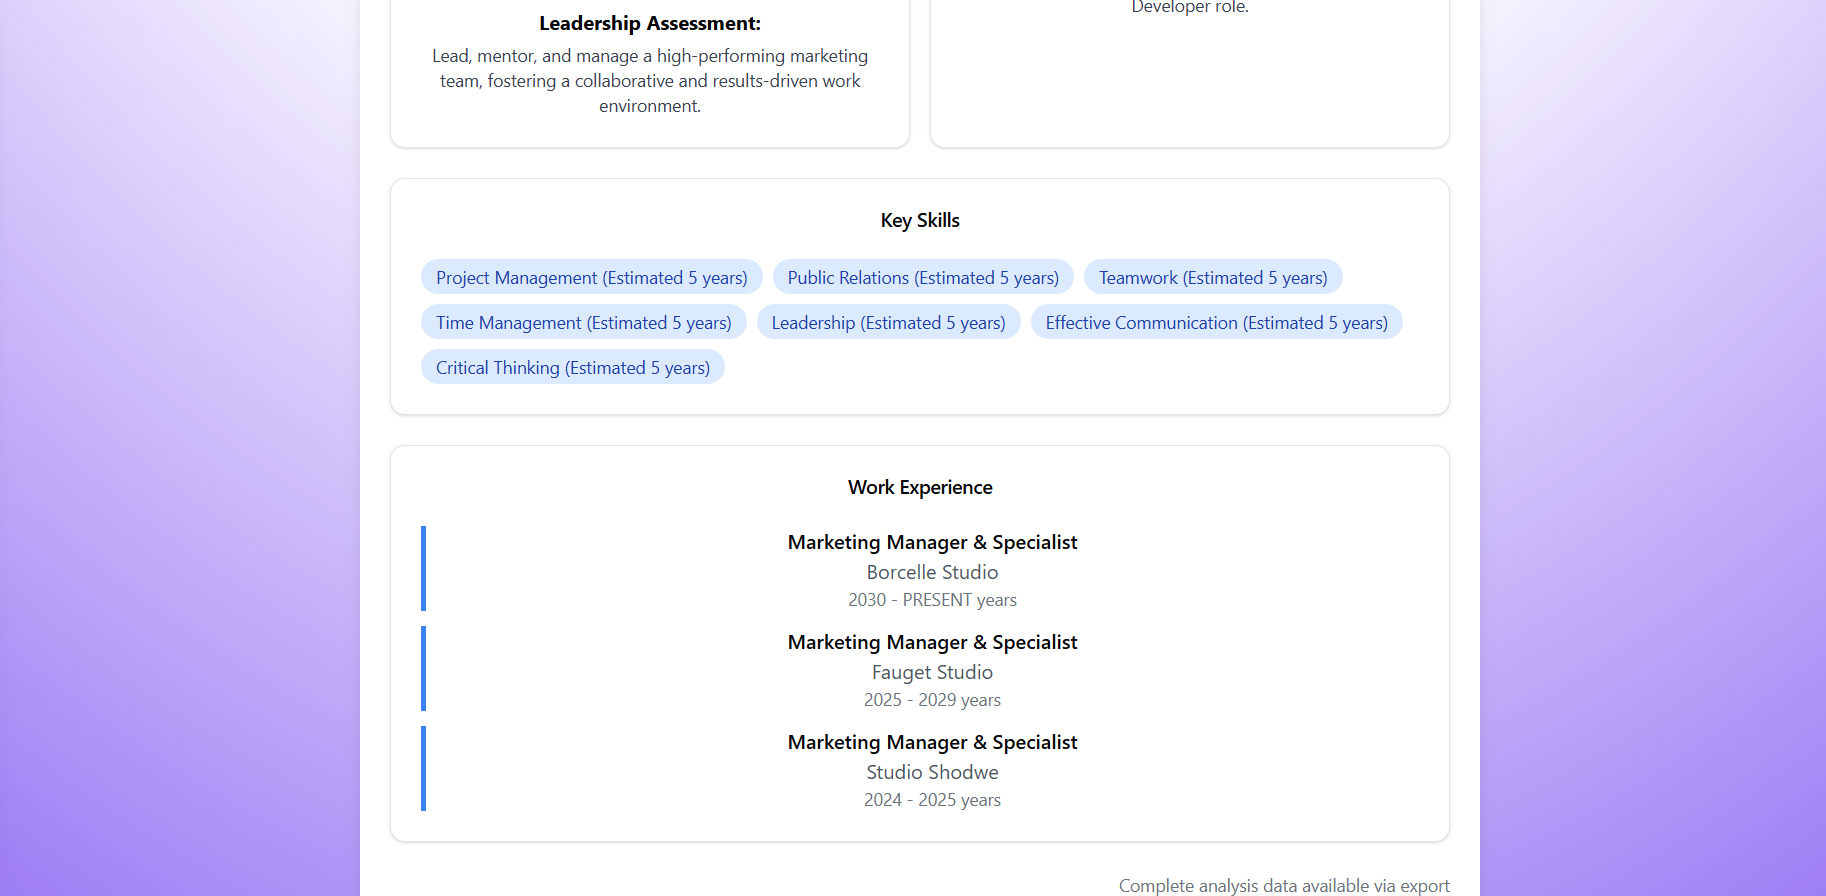 Leadership Assessment:
Lead, mentor, and manage a high-performing marketing
team, fostering a collaborative and results-driven work
environment.
Developer role.
Key Skills
Project Management (Estimated 5 years)
Public Relations (Estimated 5 years)
Teamwork (Estimated 5 years)
Time Management (Estimated 5 years)
Leadership (Estimated 5 years)
Effective Communication (Estimated 5 years)
Critical Thinking (Estimated 5 years)
Work Experience
Marketing Manager & Specialist
Borcelle Studio
2030 - PRESENT years
Marketing Manager & Specialist
Fauget Studio
2025 - 2029 years
Marketing Manager & Specialist
Studio Shodwe
2024 - 2025 years
Complete analysis data available via export